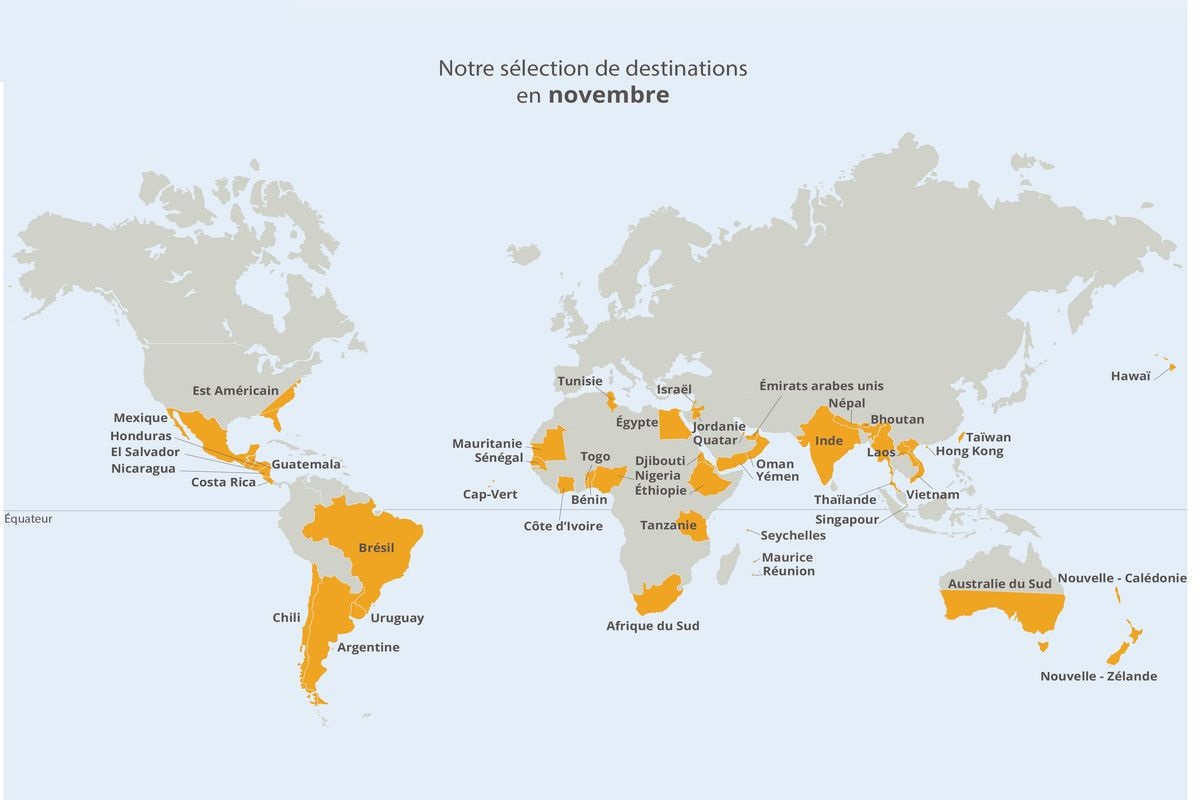 Notre sélection de destinations
en novembre
Est Américain
Mexique
Honduras
El Salvador
Nicaragua
Guatemala
Costa Rica
Équateur
Brésil
Chili
Uruguay
Argentine
Tunisie
Israël
Émirats arabes unis
Népal
Bhoutan
Hawaï
Égypte
Jordanie
Quatar
Inde
Laos
Taïwan
Hong Kong
Mauritanie
Sénégal
Togo
Djibouti
Nigeria
Éthiopie
Oman
Yémen
Cap-Vert
Bénin
Côte d’Ivoire
Thaïlande
Vietnam
Singapour
Tanzanie
Seychelles
Maurice
Réunion
Afrique du Sud
Australie du Sud
Nouvelle - Calédonie
Nouvelle - Zélande